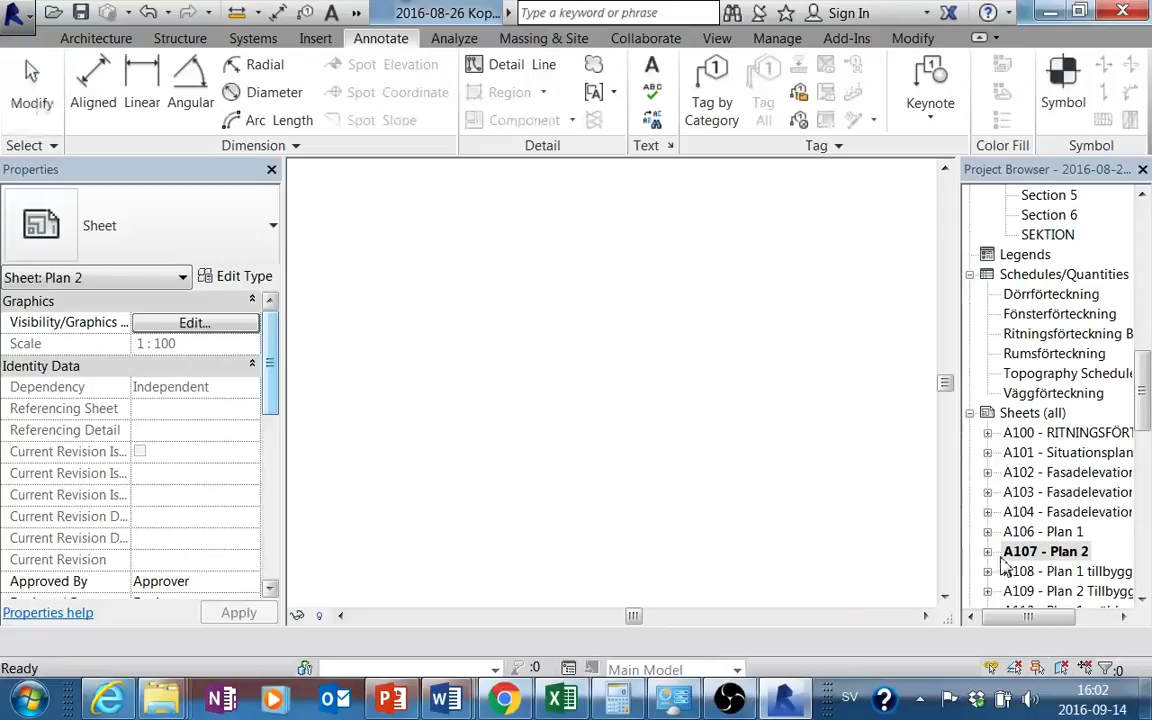 2016-08-26 Kop...
Type a keyword or phrase
Sign In
Architecture Structure Systems Insert Annotate Analyze Massing & Site Collaborate View Manage Add-Ins Modify
Modify
Aligned Linear Angular
Radial
Diameter
Arc Length
Spot Elevation
Spot Coordinate
Spot Slope
Detail Line
Region
Component
A
ABC
Tag by Category
Tag All
Keynote
Symbol
Select Dimension Detail Text Tag Color Fill Symbol
Properties
Sheet
Sheet: Plan 2
Edit Type
Graphics
Visibility/Graphics ... Edit...
Scale 1 : 100
Identity Data
Dependency Independent
Referencing Sheet
Referencing Detail
Current Revision Is...
Current Revision Is...
Current Revision Is...
Current Revision D...
Current Revision D...
Current Revision
Approved By Approver
Properties help
Apply
Project Browser - 2016-08-2...
Section 5
Section 6
SEKTION
Legends
Schedules/Quantities
Dörrförteckning
Fönsterförteckning
Ritningsförteckning B
Rumsförteckning
Topography Schedule
Väggförteckning
Sheets (all)
A100 - RITNINGSFÖRT
A101 - Situationsplan
A102 - Fasadelevation
A103 - Fasadelevation
A104 - Fasadelevation
A106 - Plan 1
A107 - Plan 2
A108 - Plan 1 tillbygg
A109 - Plan 2 Tillbygg
Ready
:0
Main Model
:0
SV
16:02
2016-09-14